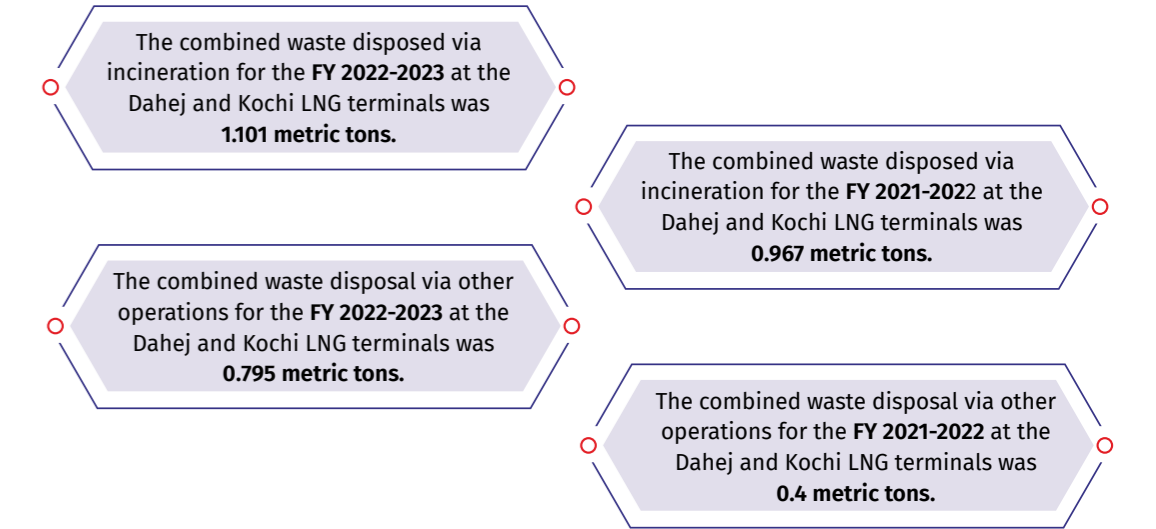 The combined waste disposed via
incineration for the FY 2022-2023 at the
Dahej and Kochi LNG terminals was
1.101 metric tons.
The combined waste disposed via
incineration for the FY 2021-2022 at the
Dahej and Kochi LNG terminals was
0.967 metric tons.
The combined waste disposal via other
operations for the FY 2022-2023 at the
Dahej and Kochi LNG terminals was
0.795 metric tons.
The combined waste disposal via other
operations for the FY 2021-2022 at the
Dahej and Kochi LNG terminals was
0.4 metric tons.